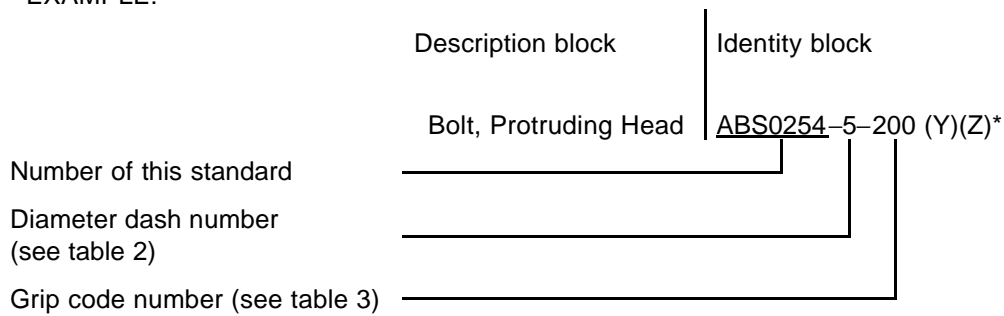 EXAMPLE:
Description block Identity block
Bolt, Protruding Head ABS0254–5–200 (Y)(Z)*
Number of this standard
Diameter dash number
(see table 2)
Grip code number (see table 3)